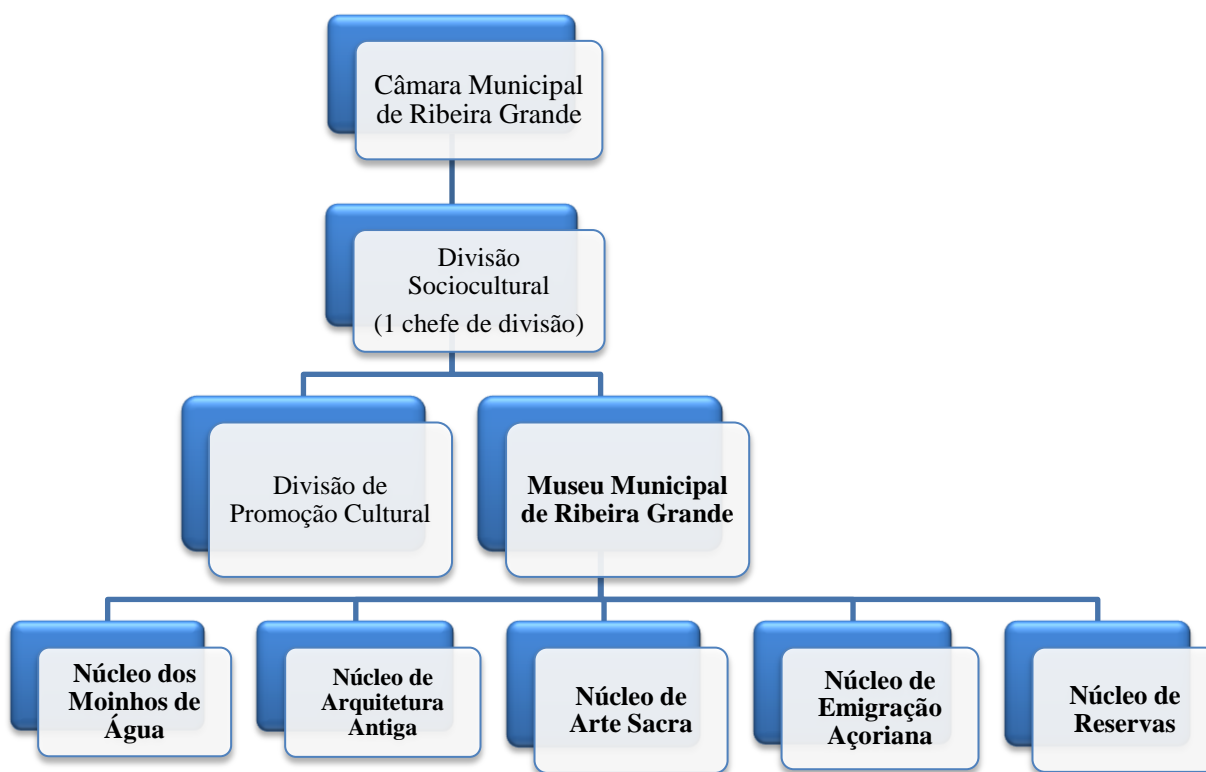 Câmara Municipal
de Ribeira Grande
Divisão
Sociocultural
(1 chefe de divisão)
Divisão de
Promoção Cultural
Museu Municipal
de Ribeira Grande
Núcleo dos
Moinhos de
Água
Núcleo de
Arquitetura
Antiga
Núcleo de
Arte Sacra
Núcleo de
Emigração
Açoriana
Núcleo de
Reservas